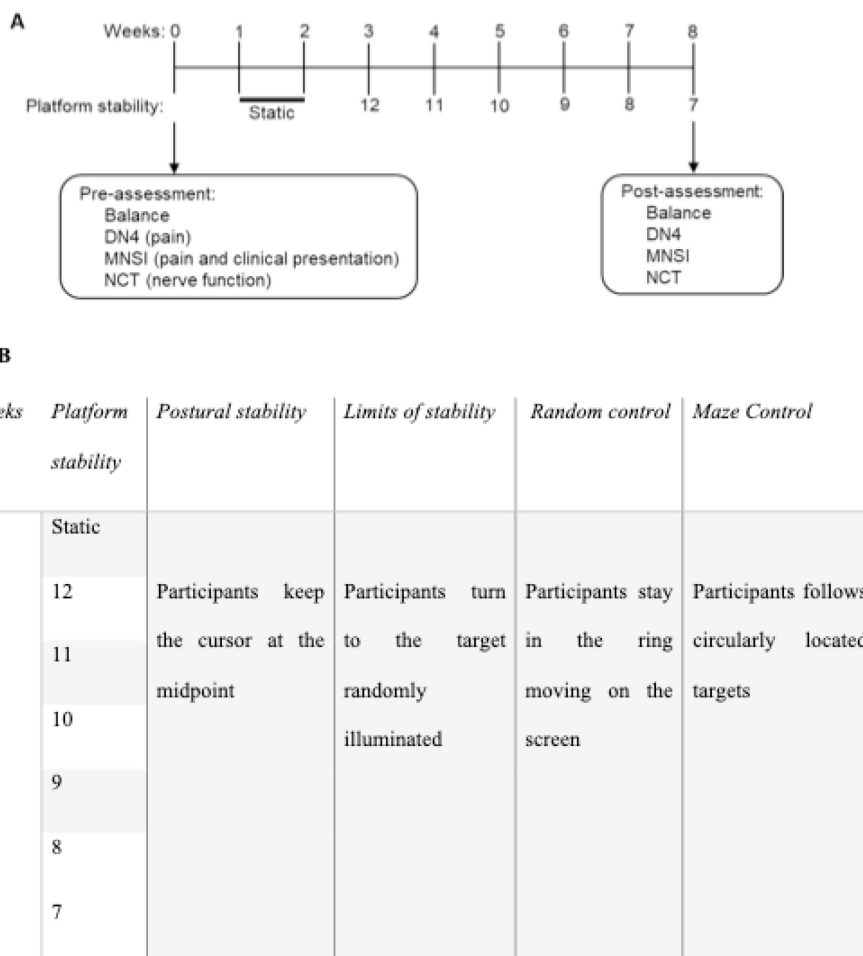 A
Weeks: 0 1 2 3 4 5 6 7 8
Platform stability: Static 12 11 10 9 8 7
Pre-assessment:
Balance
DN4 (pain)
MNSI (pain and clinical presentation)
NCT (nerve function)
Post-assessment:
Balance
DN4
MNSI
NCT
B
eks Platform Postural stability Limits of stability Random control Maze Control
stability
Static
12 Participants keep Participants turn Participants stay Participants follows
the cursor at the to the target in the ring circularly located
11
midpoint randomly moving on the targets
10
illuminated screen
9
8
7